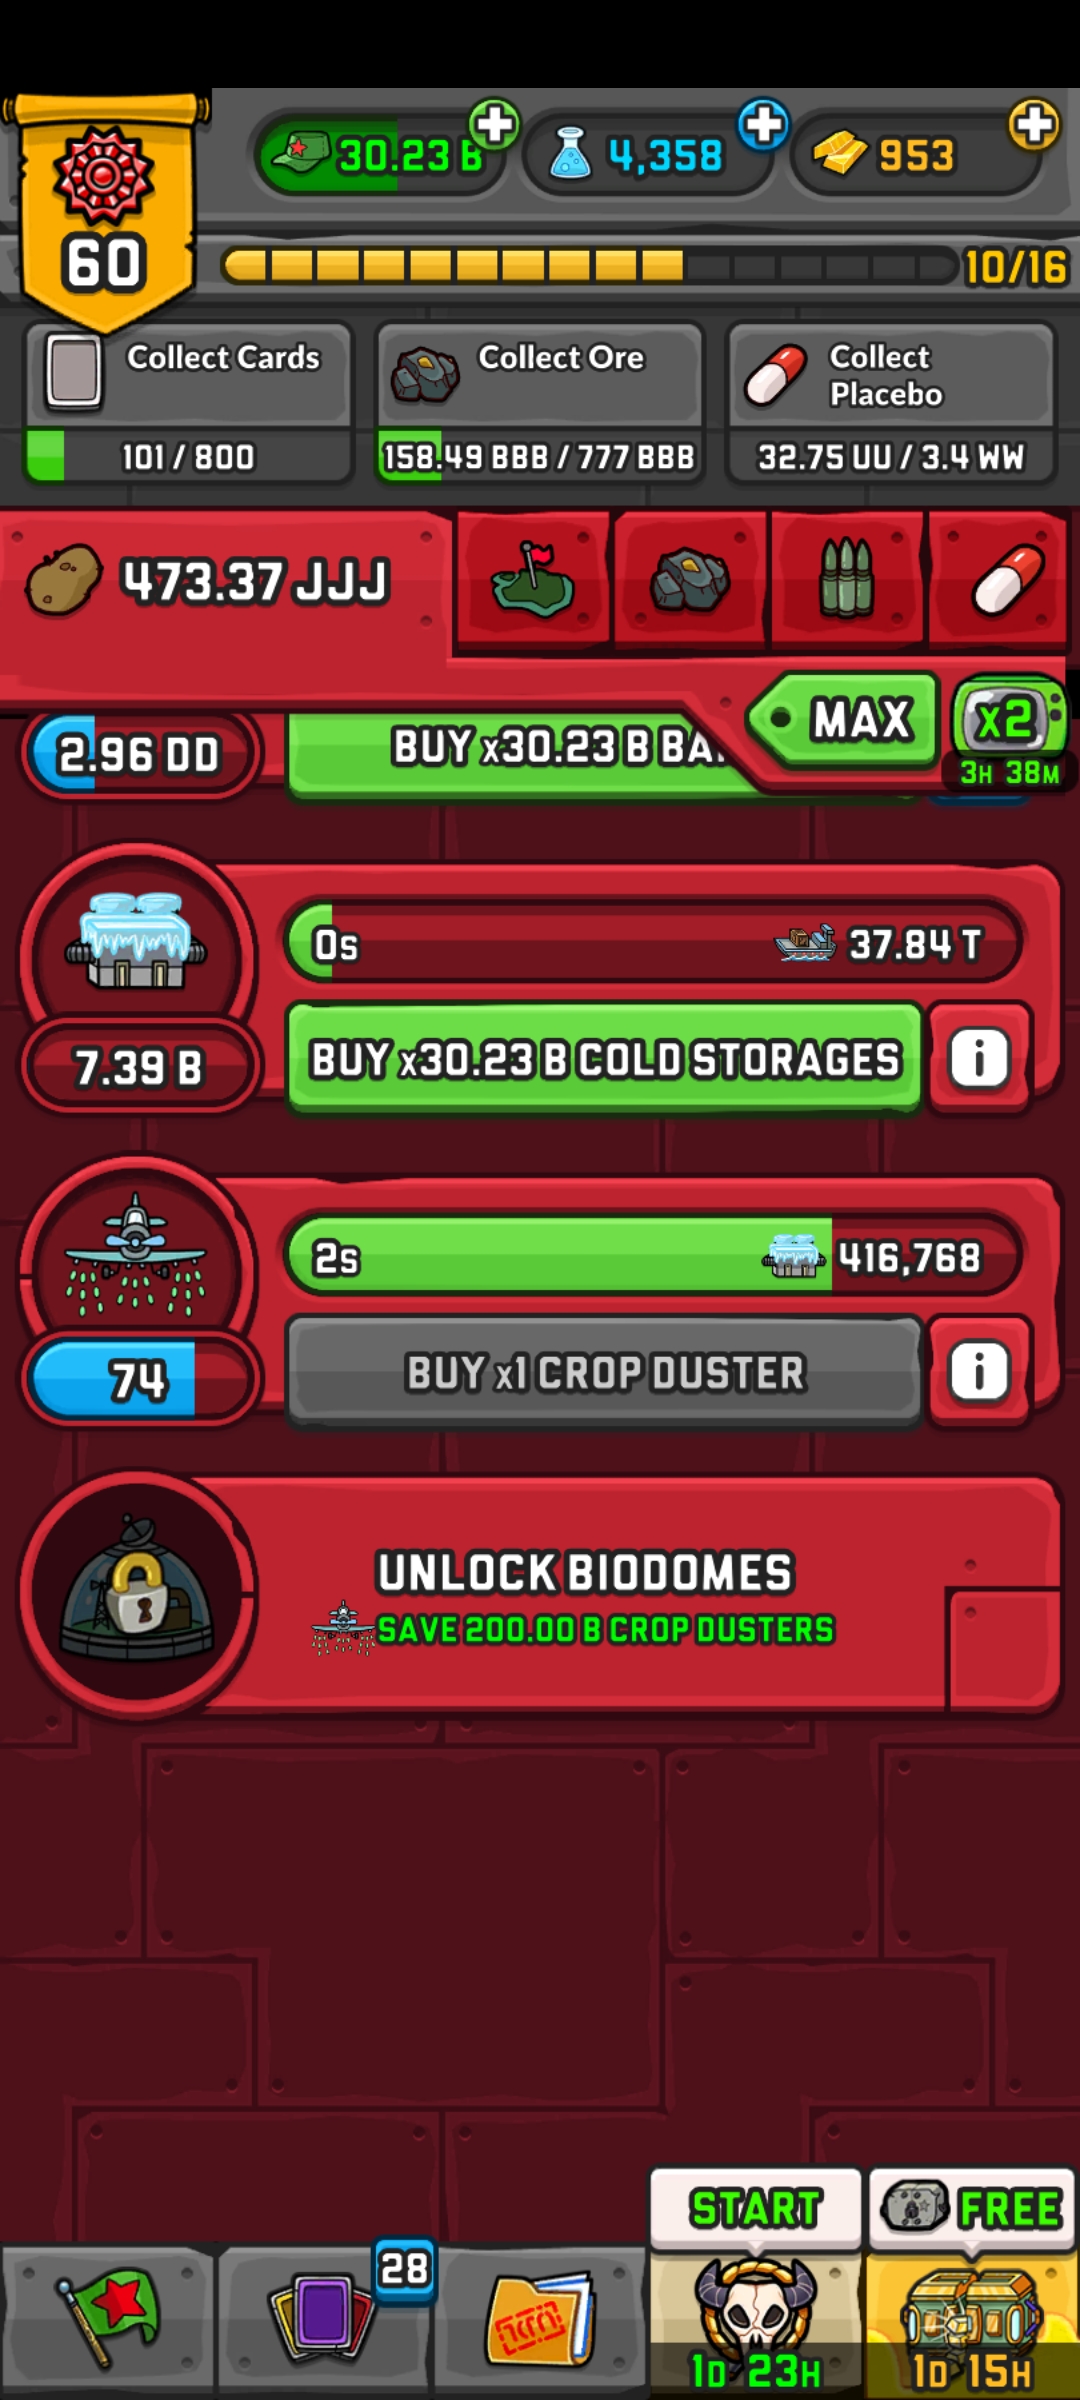 30.23 B
4,358
953
60
10/16
Collect Cards
101 / 800
Collect Ore
158.49 BBB / 777 BBB
Collect
Placebo
32.75 UU / 3.4 WW
473.37 JJJ
MAX
x2
3H 38M
2.96 DD
BUY x30.23 B
0s
37.84 T
7.39 B
BUY x30.23 B COLD STORAGES
i
2s
416,768
74
BUY x1 CROP DUSTER
i
UNLOCK BIODOMES
SAVE 200.00 B CROP DUSTERS
START
FREE
28
1D 23H
1D 15H